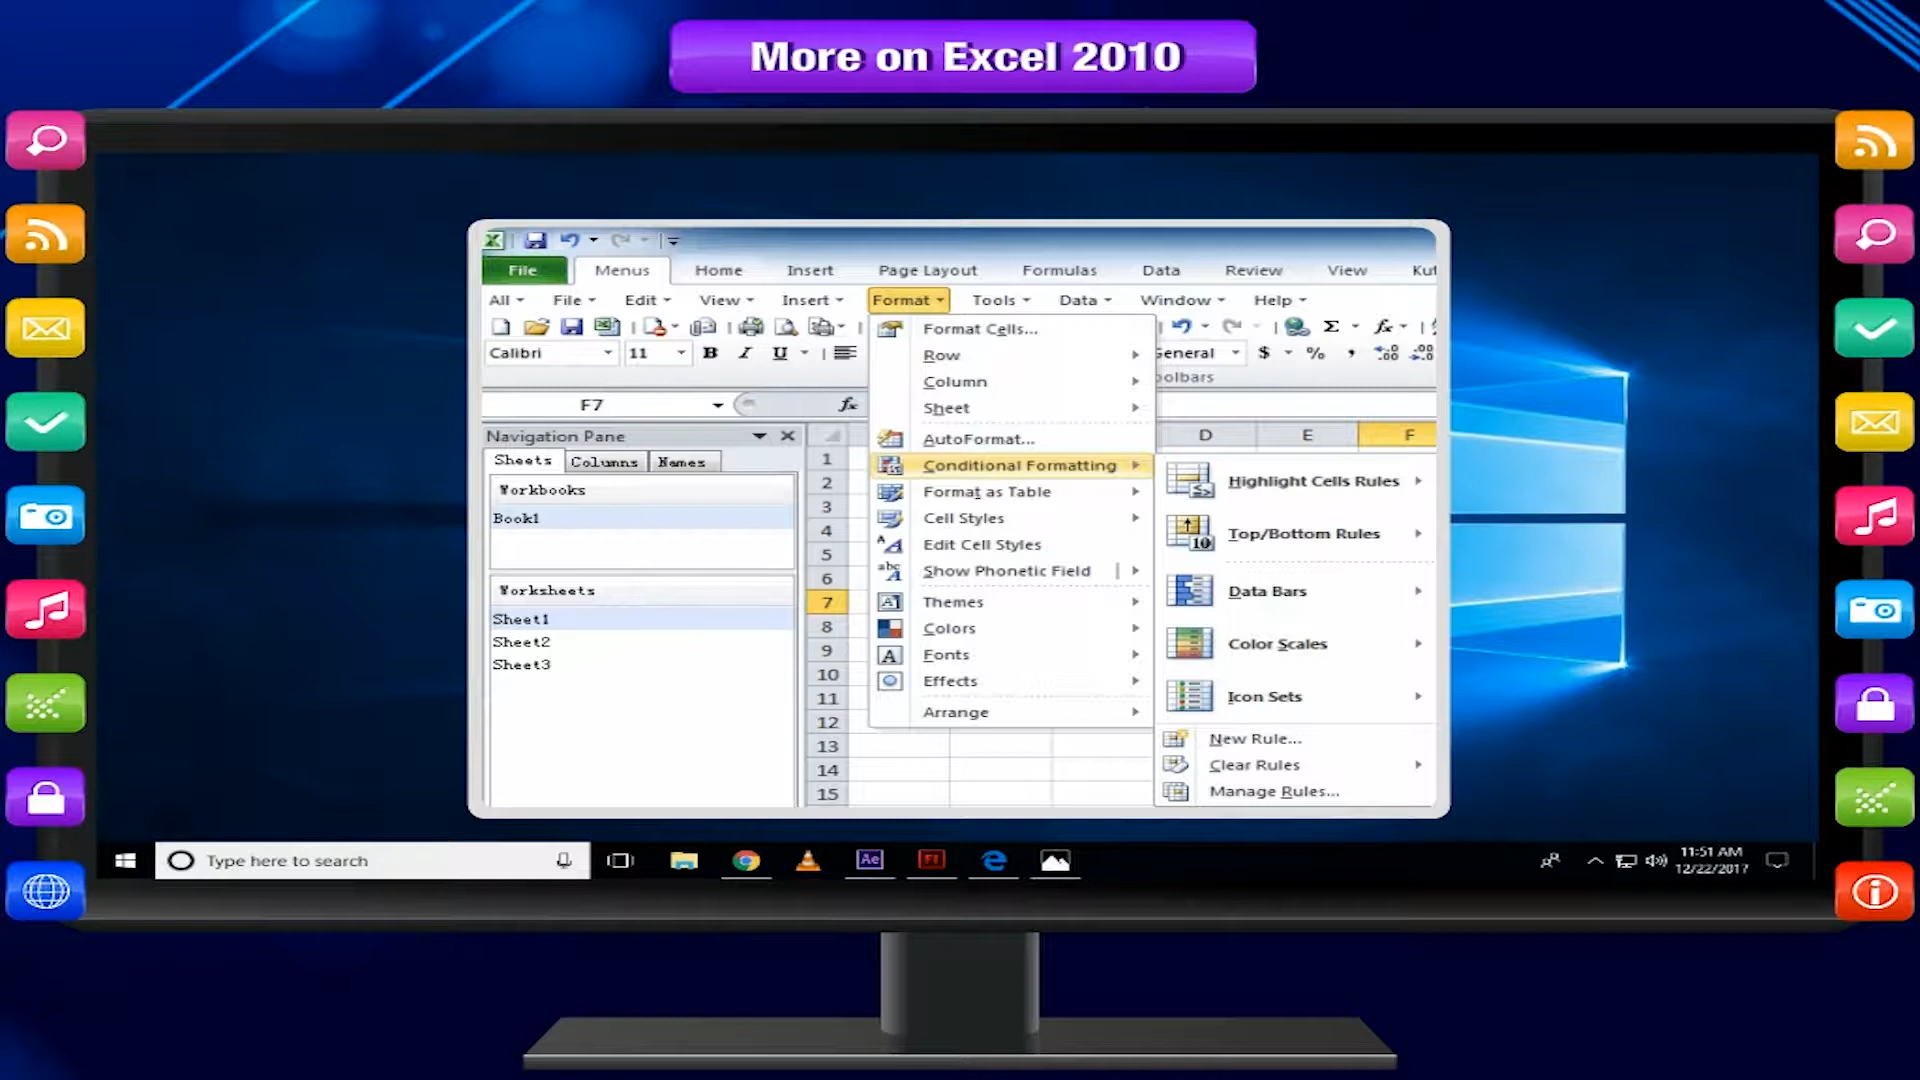 More on Excel 2010
File Menus Home Insert Page Layout Formulas Data Review View Kut
All File Edit View Insert Format Tools Data Window Help
Calibri 11 B I U General $ % ,
F7 fx
Navigation Pane
Sheets Columns Names
Workbooks
Book1
Worksheets
Sheet1
Sheet2
Sheet3
Format Cells...
Row
Column
Sheet
AutoFormat...
Conditional Formatting
Format as Table
Cell Styles
Edit Cell Styles
Show Phonetic Field
Themes
Colors
Fonts
Effects
Arrange
D E F
1
2
3
4
5
6
7
8
9
10
11
12
13
14
15
Highlight Cells Rules
Top/Bottom Rules
Data Bars
Color Scales
Icon Sets
New Rule...
Clear Rules
Manage Rules...
Type here to search
Ae
Fl
11:51 AM
12/22/2017